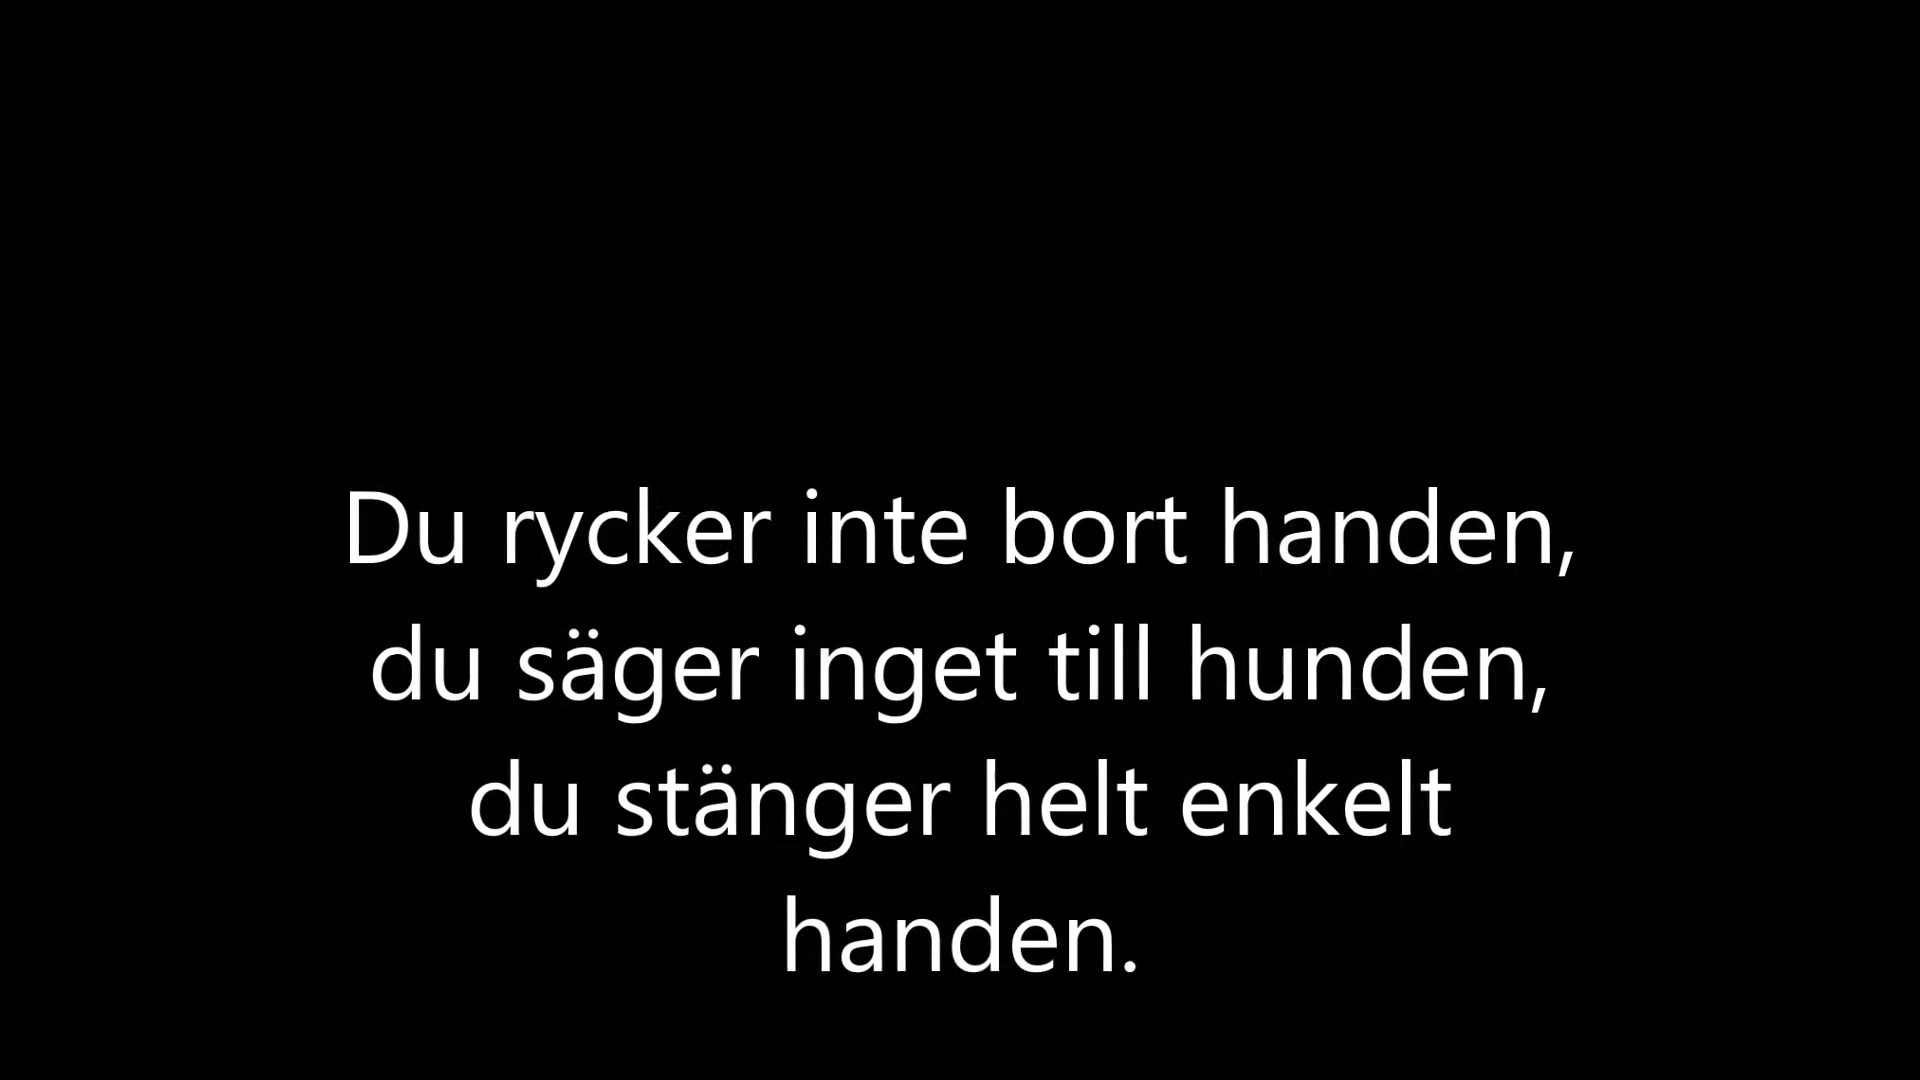 Du rycker inte bort handen,
du säger inget till hunden,
du stänger helt enkelt
handen.